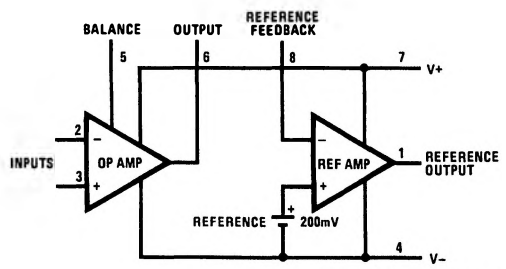 BALANCE
OUTPUT
REFERENCE
FEEDBACK
5
6
8
7
V+
2
−
OP AMP
INPUTS
3
+
−
REF AMP
+
1
REFERENCE
OUTPUT
REFERENCE
+
200mV
4
V−